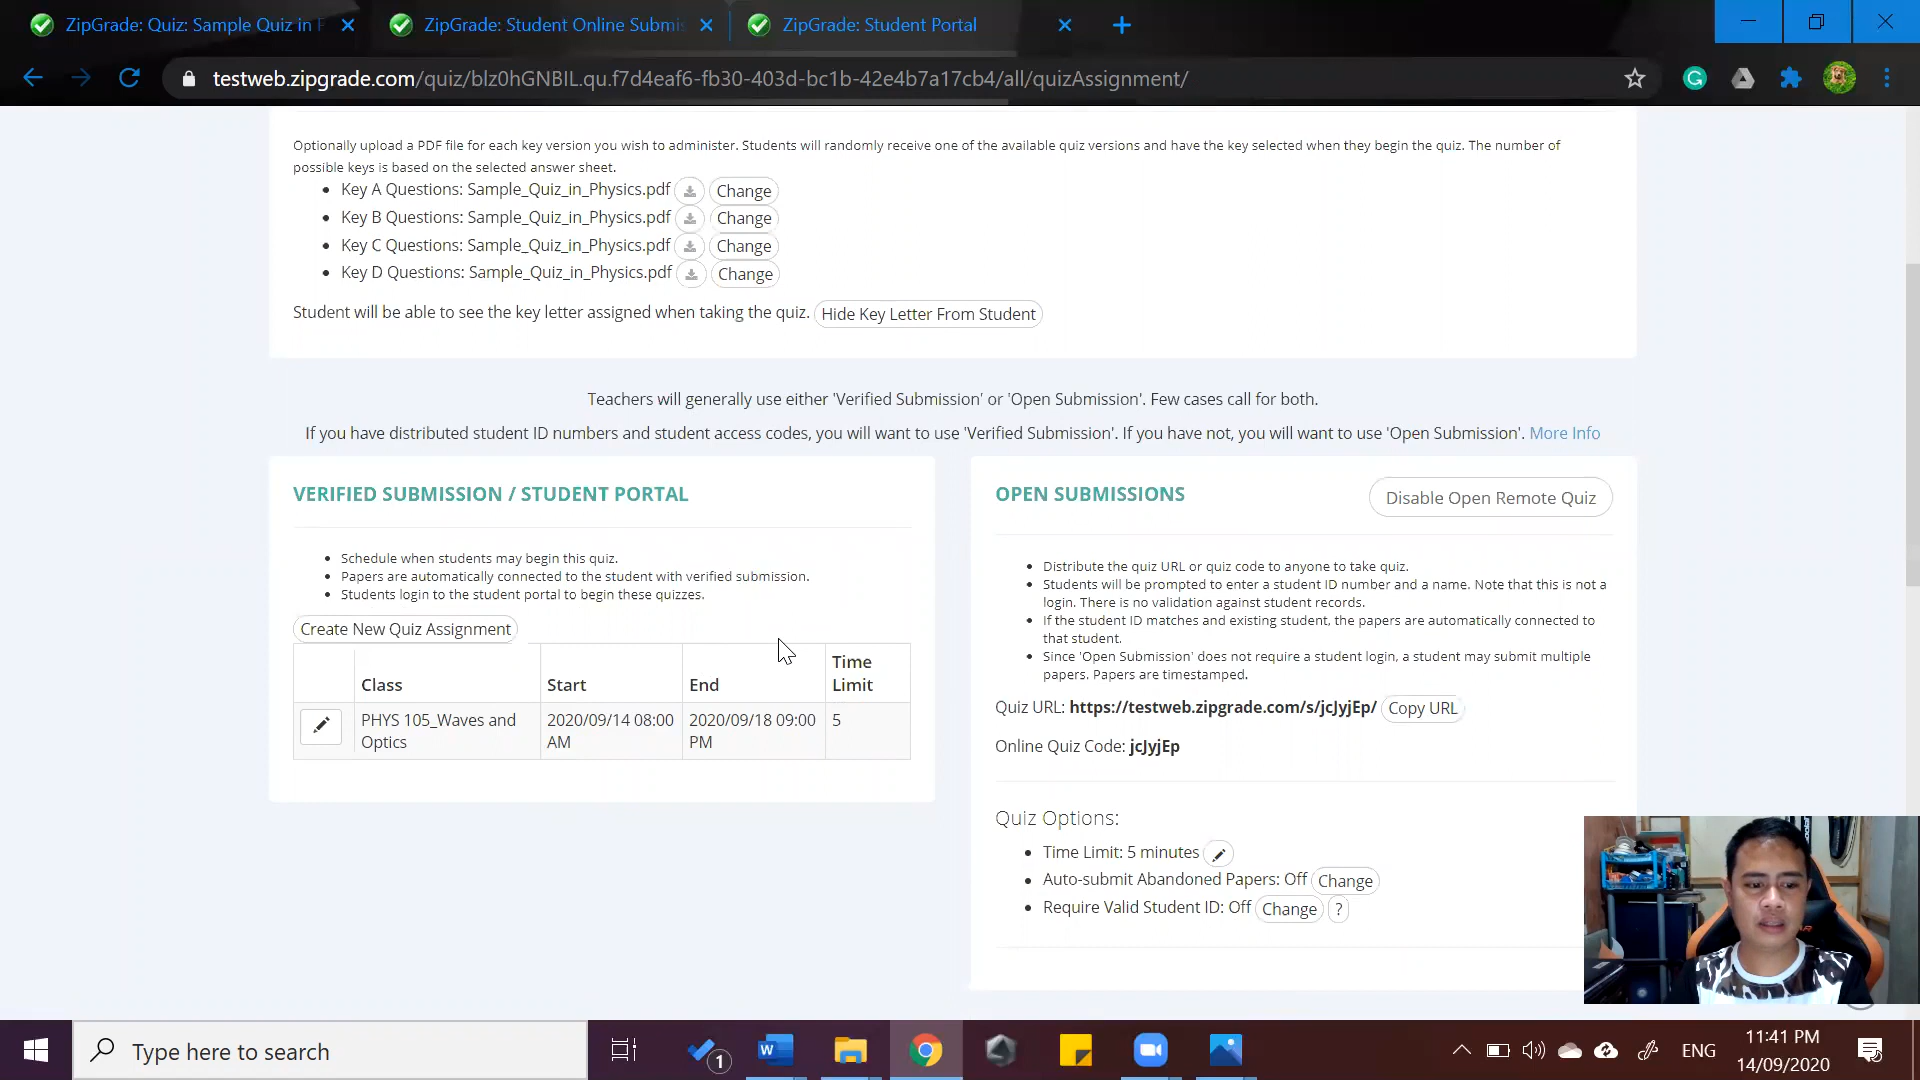 ZipGrade: Quiz: Sample Quiz in P
ZipGrade: Student Online Submis
ZipGrade: Student Portal
testweb.zipgrade.com/quiz/blz0hGNBIL.qu.f7d4eaf6-fb30-403d-bc1b-42e4b7a17cb4/all/quizAssignment/
Optionally upload a PDF file for each key version you wish to administer. Students will randomly receive one of the available quiz versions and have the key selected when they begin the quiz. The number of
possible keys is based on the selected answer sheet.
• Key A Questions: Sample_Quiz_in_Physics.pdf Change
• Key B Questions: Sample_Quiz_in_Physics.pdf Change
• Key C Questions: Sample_Quiz_in_Physics.pdf Change
• Key D Questions: Sample_Quiz_in_Physics.pdf Change
Student will be able to see the key letter assigned when taking the quiz. Hide Key Letter From Student
Teachers will generally use either 'Verified Submission' or 'Open Submission'. Few cases call for both.
If you have distributed student ID numbers and student access codes, you will want to use 'Verified Submission'. If you have not, you will want to use 'Open Submission'. More Info
VERIFIED SUBMISSION / STUDENT PORTAL
• Schedule when students may begin this quiz.
• Papers are automatically connected to the student with verified submission.
• Students login to the student portal to begin these quizzes.
Create New Quiz Assignment
Class Start End Time Limit
PHYS 105_Waves and Optics 2020/09/14 08:00 AM 2020/09/18 09:00 PM 5
OPEN SUBMISSIONS
Disable Open Remote Quiz
• Distribute the quiz URL or quiz code to anyone to take quiz.
• Students will be prompted to enter a student ID number and a name. Note that this is not a
login. There is no validation against student records.
• If the student ID matches and existing student, the papers are automatically connected to
that student.
• Since 'Open Submission' does not require a student login, a student may submit multiple
papers. Papers are timestamped.
Quiz URL: https://testweb.zipgrade.com/s/jcJyjEp/ Copy URL
Online Quiz Code: jcJyjEp
Quiz Options:
• Time Limit: 5 minutes
• Auto-submit Abandoned Papers: Off Change
• Require Valid Student ID: Off Change ?
Type here to search
1
ENG
11:41 PM
14/09/2020